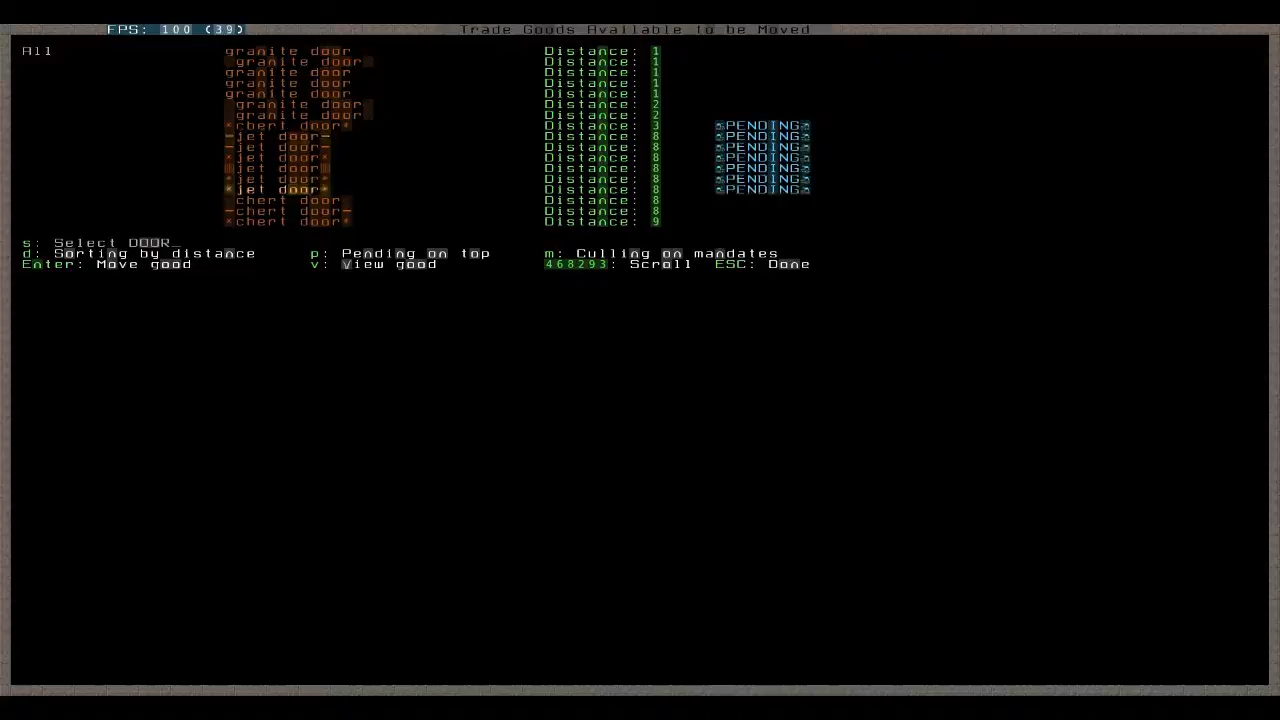 FPS: 100 (39) Trade Goods Available to be Moved
All granite door Distance: 1
granite door Distance: 1
granite door Distance: 1
granite door Distance: 1
granite door Distance: 1
granite door Distance: 2
granite door Distance: 2
*chert door* Distance: 3 PENDING
-jet door- Distance: 8 PENDING
-jet door- Distance: 8 PENDING
*jet door* Distance: 8 PENDING
jet door Distance: 8 PENDING
*jet door* Distance: 8 PENDING
*jet door* Distance: 8 PENDING
chert door Distance: 8
-chert door- Distance: 8
*chert door* Distance: 9
s: Select DOOR_
d: Sorting by distance p: Pending on top m: Culling on mandates
Enter: Move good v: View good 468293: Scroll ESC: Done